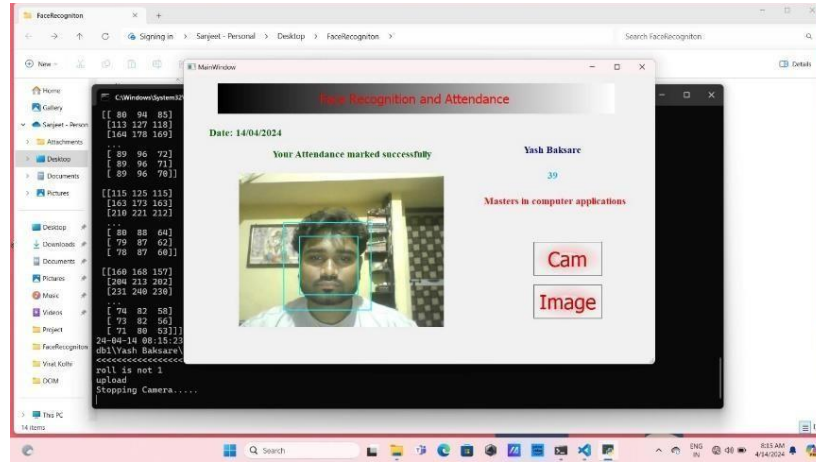 FaceRecogniton
Signing in > Sanjeet - Personal > Desktop > FaceRecogniton >
Search FaceRecogniton
New
Details
Home
Gallery
Sanjeet - Person
Attachments
Desktop
Documents
Pictures
Desktop
Downloads
Documents
Pictures
Music
Videos
Project
FaceRecogniton
Virat Kolhi
DCIM
This PC
14 items
C:\Windows\System32\
[[ 80 94 85]
[113 127 118]
[164 178 169]
...
[ 89 96 72]
[ 89 96 71]
[ 89 96 70]]
[[115 125 115]
[163 173 163]
[210 221 212]
...
[ 80 88 64]
[ 79 87 62]
[ 78 87 60]]
[[160 168 157]
[204 213 202]
[231 240 230]
...
[ 74 82 58]
[ 73 82 56]
[ 71 80 53]]]
24-04-14 08:15:23
db1\Yash Baksare\
<<<<<<<<<<<<<<<<<<
roll is not 1
upload
Stopping Camera.....
MainWindow
Face Recognition and Attendance
Date: 14/04/2024
Your Attendance marked successfully
Yash Baksare
39
Masters in computer applications
Cam
Image
Search
ENG
IN
8:15 AM
4/14/2024